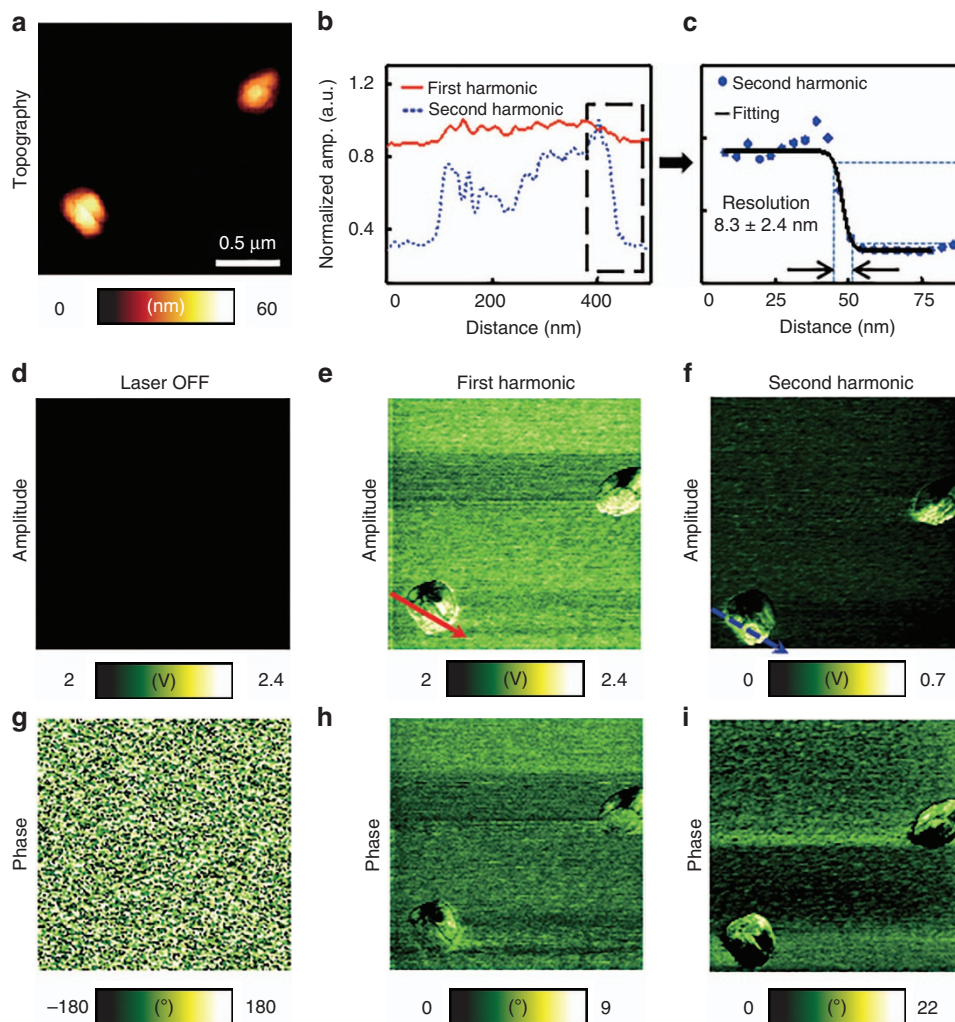 a
Topography
0.5 μm
0 (nm) 60
b
Normalized amp. (a.u.)
1.2
0.8
0.4
First harmonic
Second harmonic
0 200 400
Distance (nm)
c
Second harmonic
Fitting
Resolution
8.3 ± 2.4 nm
0 25 50 75
Distance (nm)
d
Laser OFF
Amplitude
2 (V) 2.4
e
First harmonic
Amplitude
2 (V) 2.4
f
Second harmonic
Amplitude
0 (V) 0.7
g
Phase
−180 (°) 180
h
Phase
0 (°) 9
i
Phase
0 (°) 22